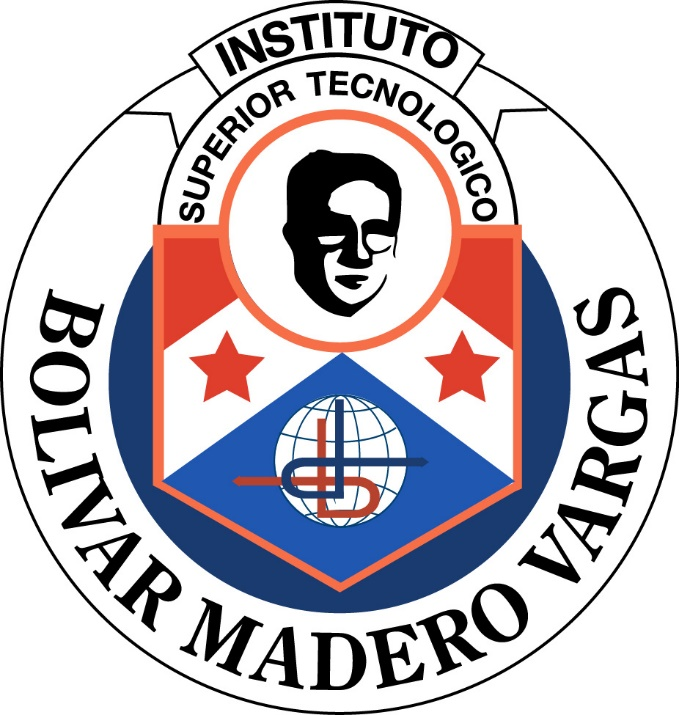 INSTITUTO
SUPERIOR TECNOLOGICO
BOLIVAR MADERO VARGAS